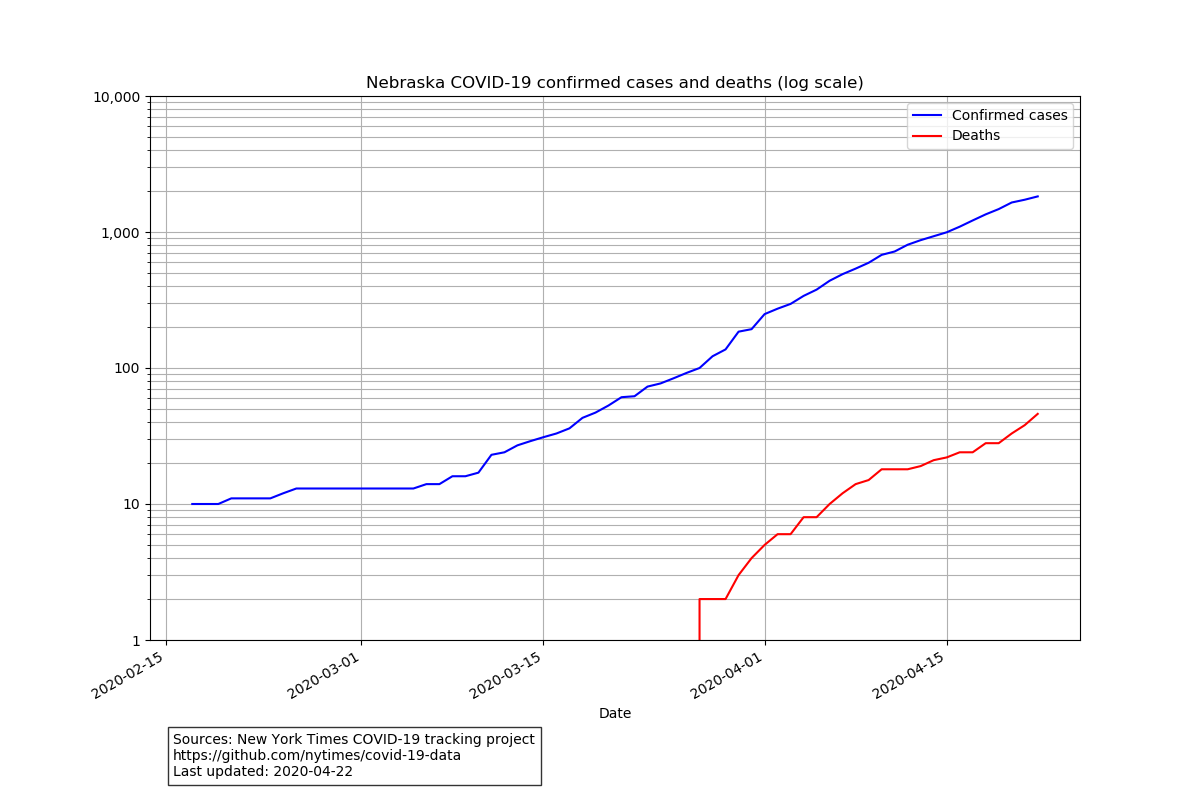 Nebraska COVID-19 confirmed cases and deaths (log scale)
10,000
1,000
100
10
1
Confirmed cases
Deaths
2020-02-15
2020-03-01
2020-03-15
2020-04-01
2020-04-15
Date
Sources: New York Times COVID-19 tracking project
https://github.com/nytimes/covid-19-data
Last updated: 2020-04-22